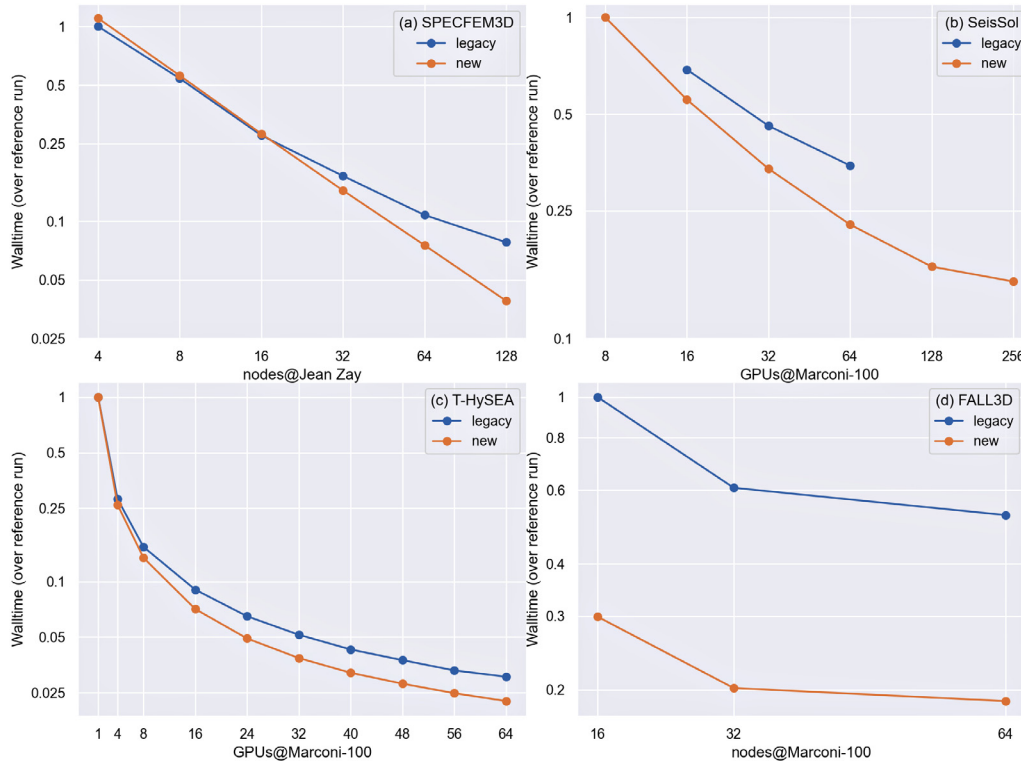 (a) SPECFEM3D
legacy
new
Walltime (over reference run)
1
0.5
0.25
0.1
0.05
0.025
4 8 16 32 64 128
nodes@Jean Zay
(b) SeisSol
legacy
new
Walltime (over reference run)
1
0.5
0.25
0.1
8 16 32 64 128 256
GPUs@Marconi-100
(c) T-HySEA
legacy
new
Walltime (over reference run)
1
0.5
0.25
0.1
0.05
0.025
1 4 8 16 24 32 40 48 56 64
GPUs@Marconi-100
(d) FALL3D
legacy
new
Walltime (over reference run)
1
0.8
0.6
0.4
0.3
0.2
16 32 64
nodes@Marconi-100